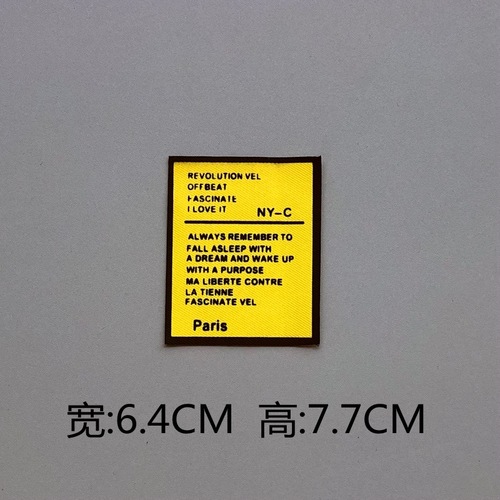 REVOLUTION VEL
OFFBEAT
FASCINATE
I LOVE IT NY-C
ALWAYS REMEMBER TO
FALL ASLEEP WITH
A DREAM AND WAKE UP
WITH A PURPOSE
MA LIBERTE CONTRE
LA TIENNE
FASCINATE VEL
Paris
宽:6.4CM 高:7.7CM